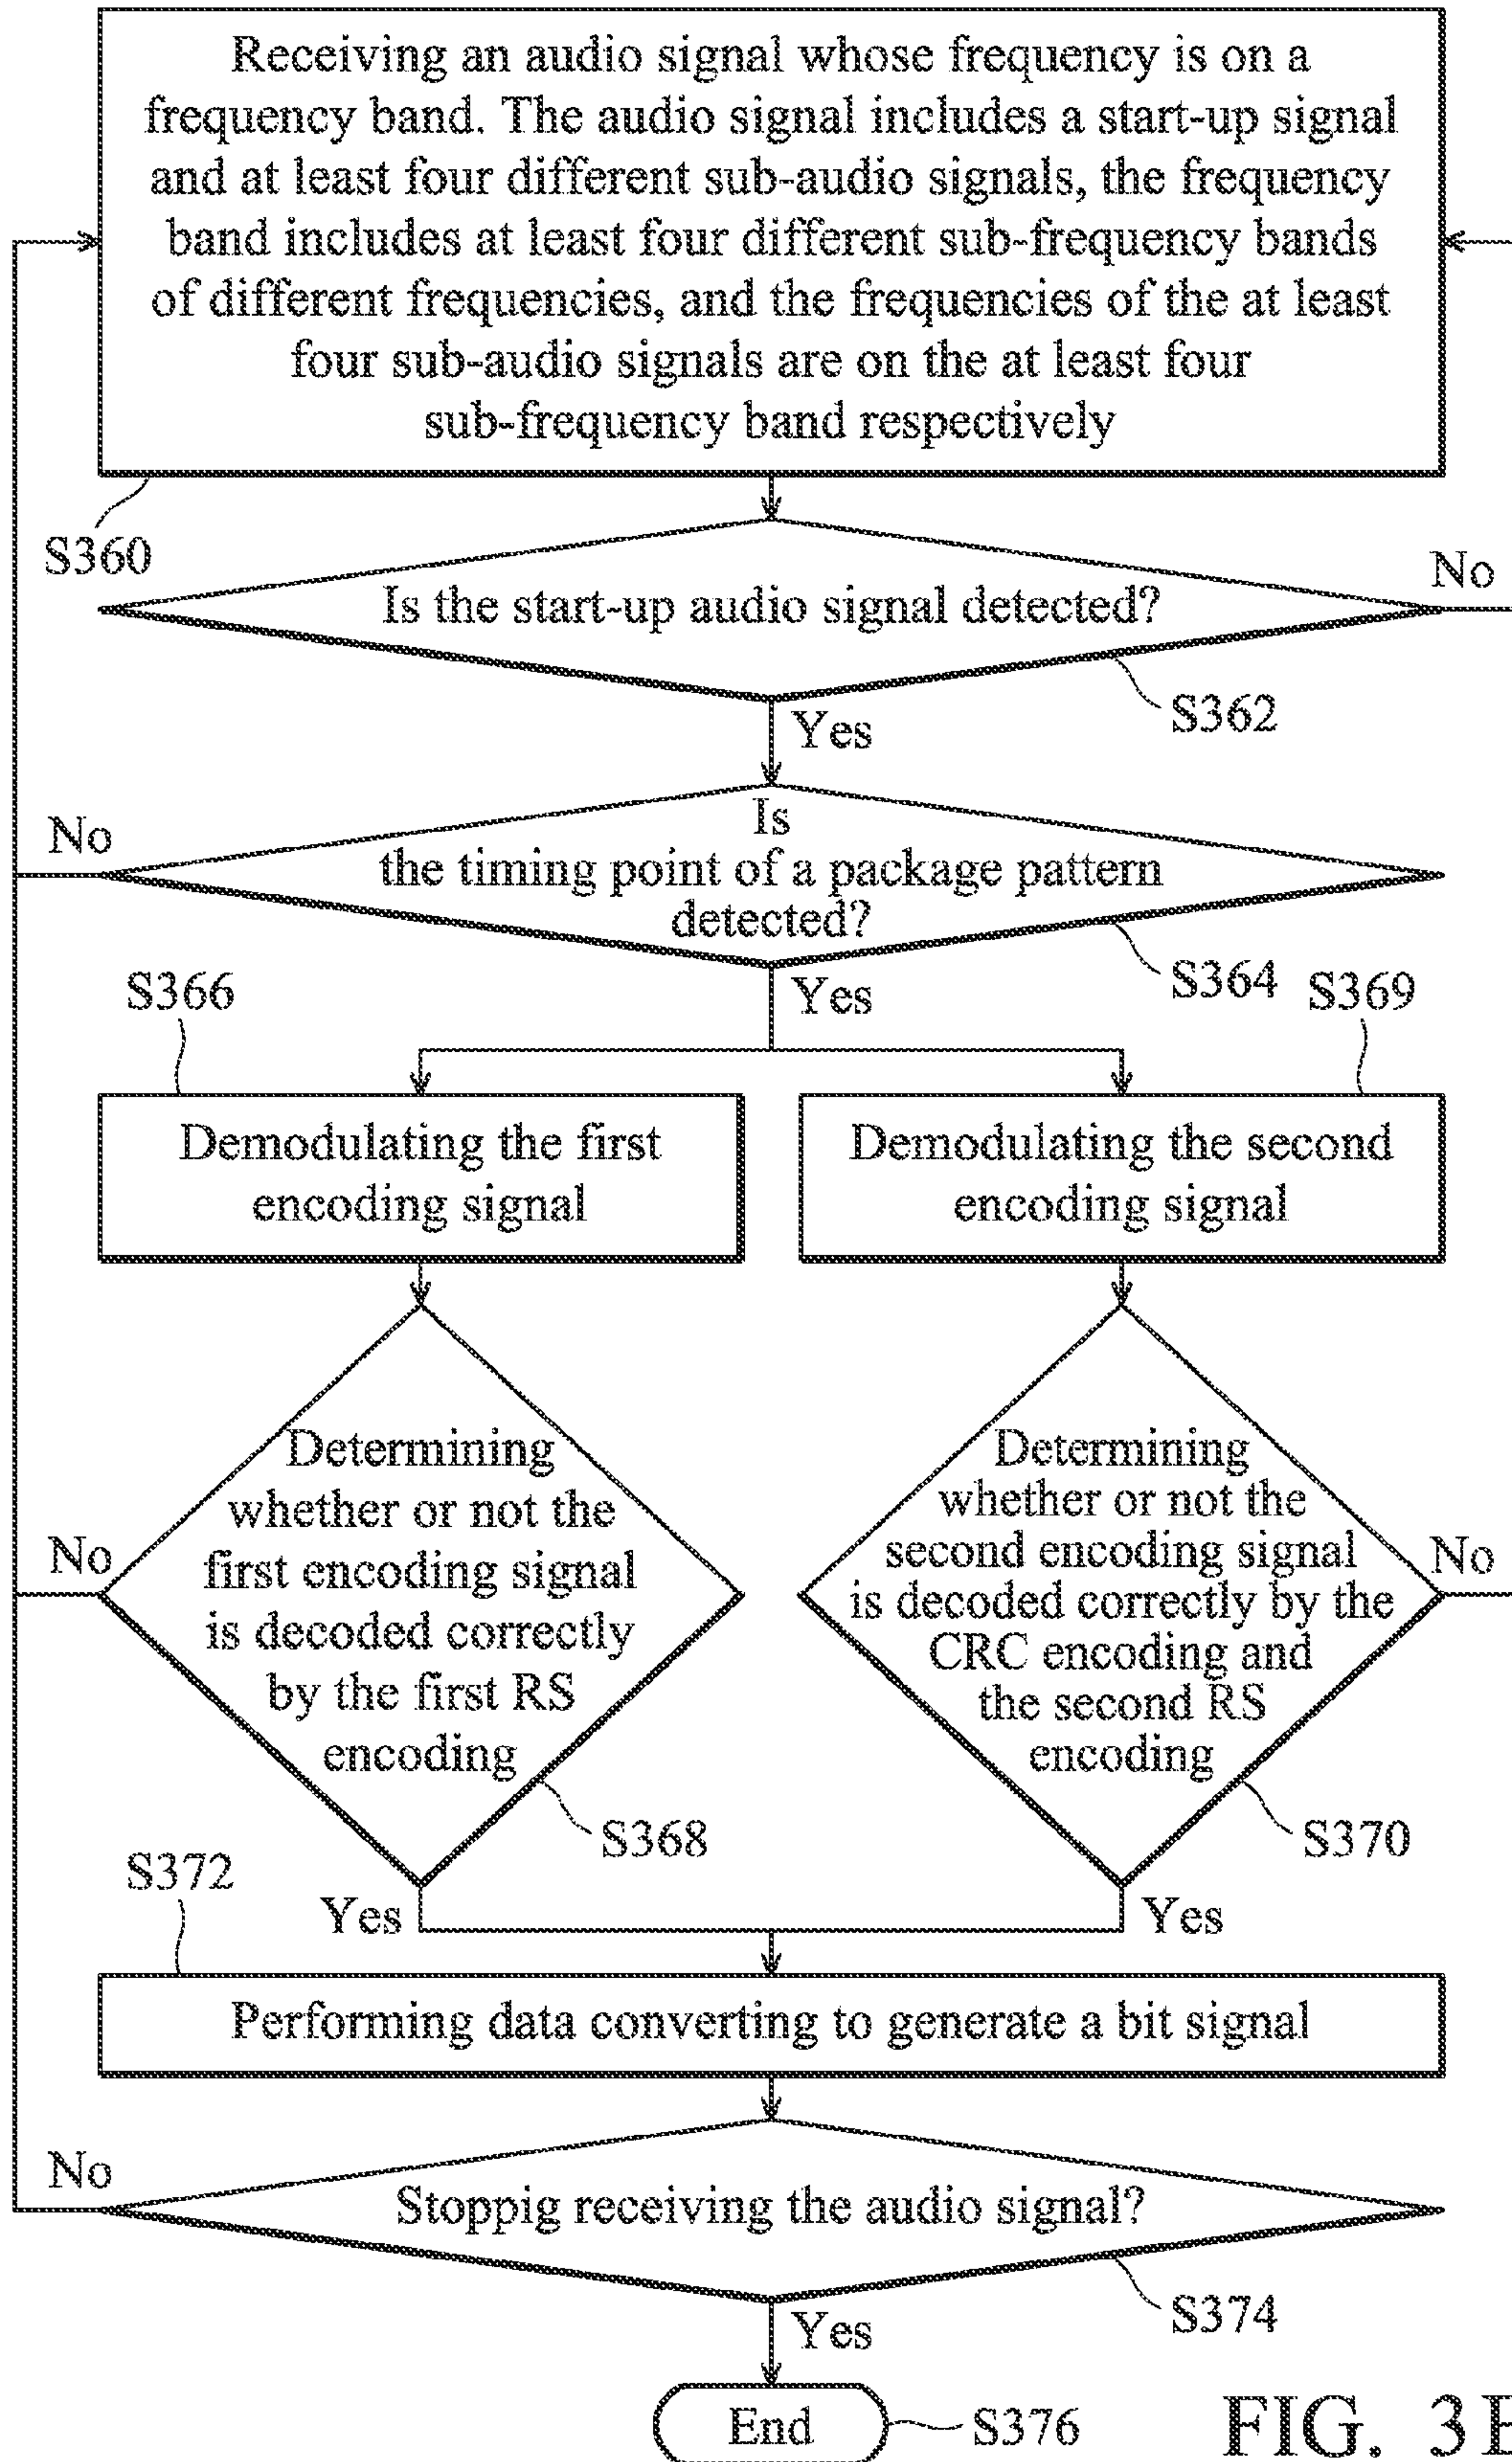 Receiving an audio signal whose frequency is on a
frequency band. The audio signal includes a start-up signal
and at least four different sub-audio signals, the frequency
band includes at least four different sub-frequency bands
of different frequencies, and the frequencies of the at least
four sub-audio signals are on the at least four
sub-frequency band respectively
S360
Is the start-up audio signal detected?
No
S362
Yes
Is
the timing point of a package pattern
detected?
No
S364
Yes
S366
S369
Demodulating the first
encoding signal
Demodulating the second
encoding signal
Determining
whether or not the
first encoding signal
is decoded correctly
by the first RS
encoding
No
S368
Determining
whether or not the
second encoding signal
is decoded correctly by the
CRC encoding and
the second RS
encoding
No
S370
S372
Yes
Yes
Performing data converting to generate a bit signal
Stoppig receiving the audio signal?
No
S374
Yes
End
S376
FIG. 3